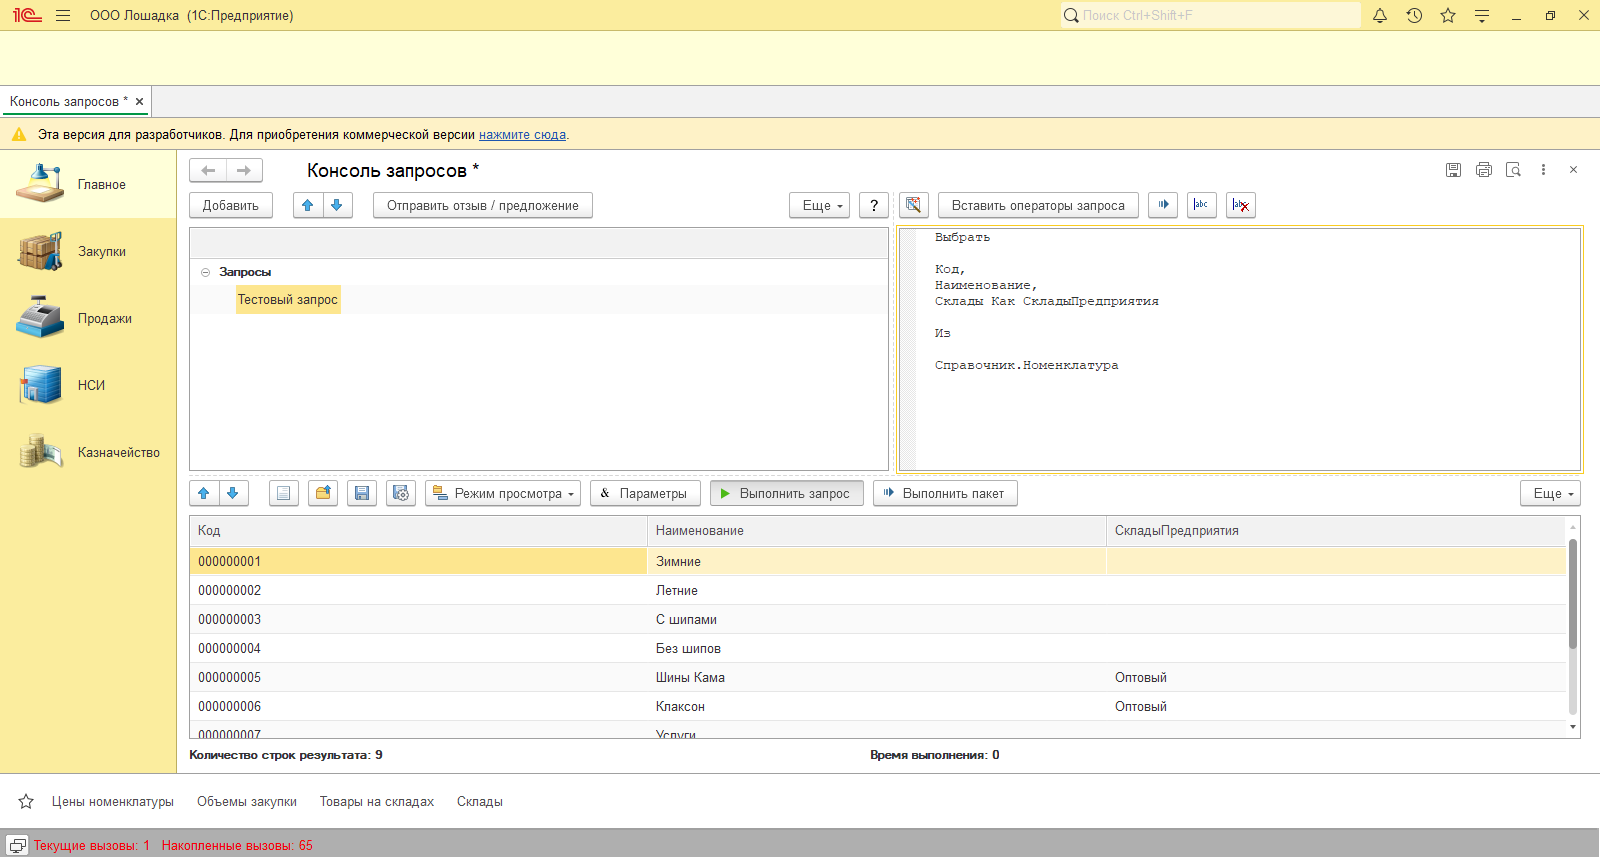 1С ООО Лошадка (1С:Предприятие) Поиск Ctrl+Shift+F
Консоль запросов *
Эта версия для разработчиков. Для приобретения коммерческой версии нажмите сюда.
Главное
Закупки
Продажи
НСИ
Казначейство
Консоль запросов *
Добавить Отправить отзыв / предложение Еще ? Вставить операторы запроса abc abc
Запросы
Тестовый запрос
Выбрать
Код,
Наименование,
Склады Как СкладыПредприятия
Из
Справочник.Номенклатура
Режим просмотра & Параметры Выполнить запрос Выполнить пакет Еще
Код Наименование СкладыПредприятия
000000001 Зимние
000000002 Летние
000000003 С шипами
000000004 Без шипов
000000005 Шины Кама Оптовый
000000006 Клаксон Оптовый
000000007 Услуги
Количество строк результата: 9 Время выполнения: 0
Цены номенклатуры Объемы закупки Товары на складах Склады
Текущие вызовы: 1 Накопленные вызовы: 65